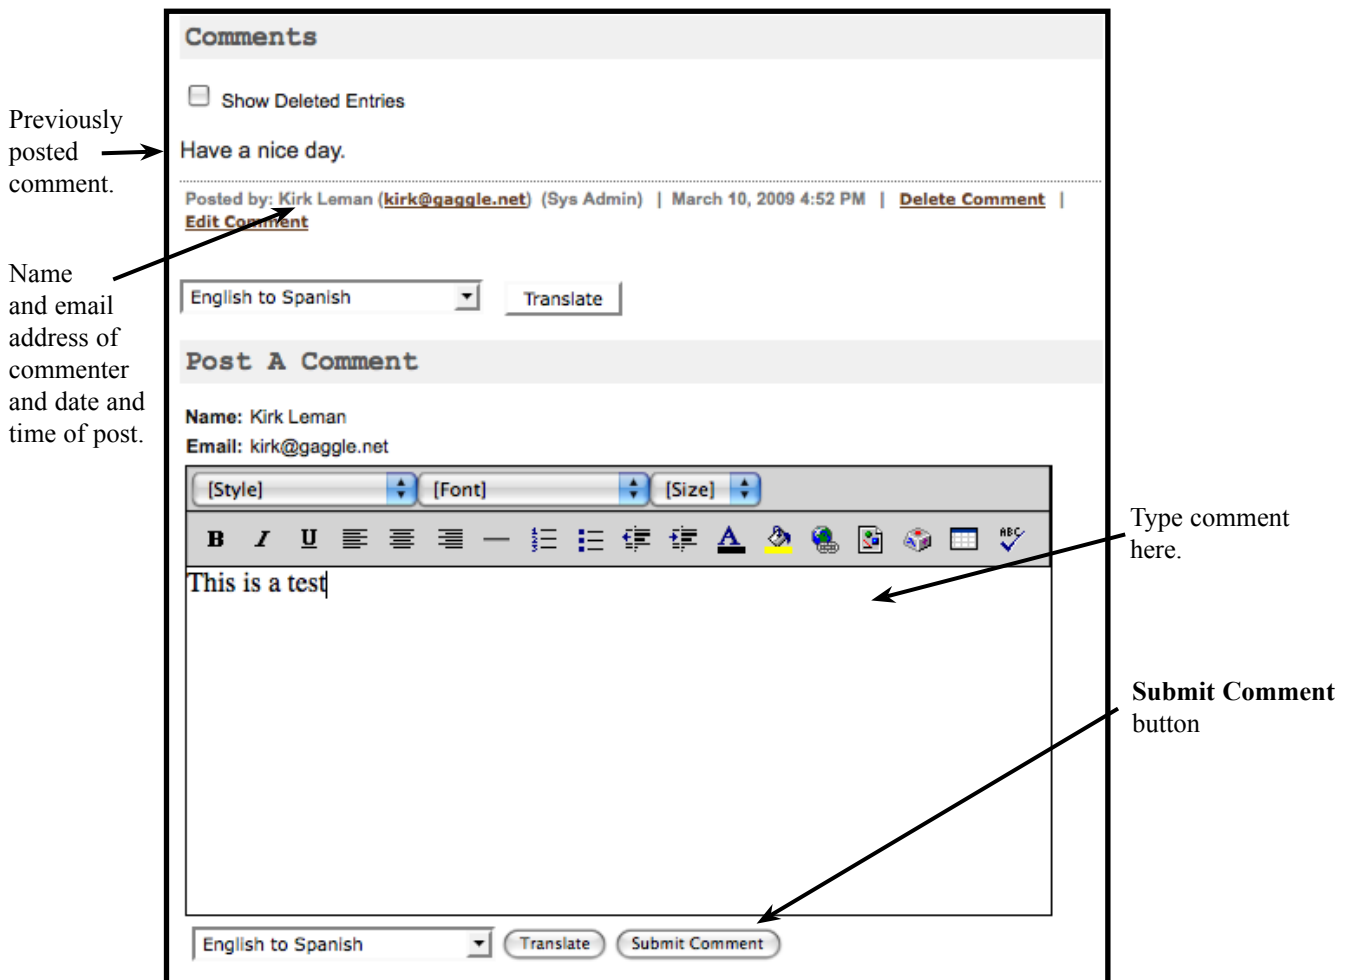 Comments
Show Deleted Entries
Previously
posted
comment.
Have a nice day.
Posted by: Kirk Leman (kirk@gaggle.net) (Sys Admin) | March 10, 2009 4:52 PM | Delete Comment |
Edit Comment
Name
and email
address of
commenter
and date and
time of post.
English to Spanish Translate
Post A Comment
Name: Kirk Leman
Email: kirk@gaggle.net
[Style] [Font] [Size]
B I U A ABC
Type comment
here.
This is a test
Submit Comment
button
English to Spanish Translate Submit Comment